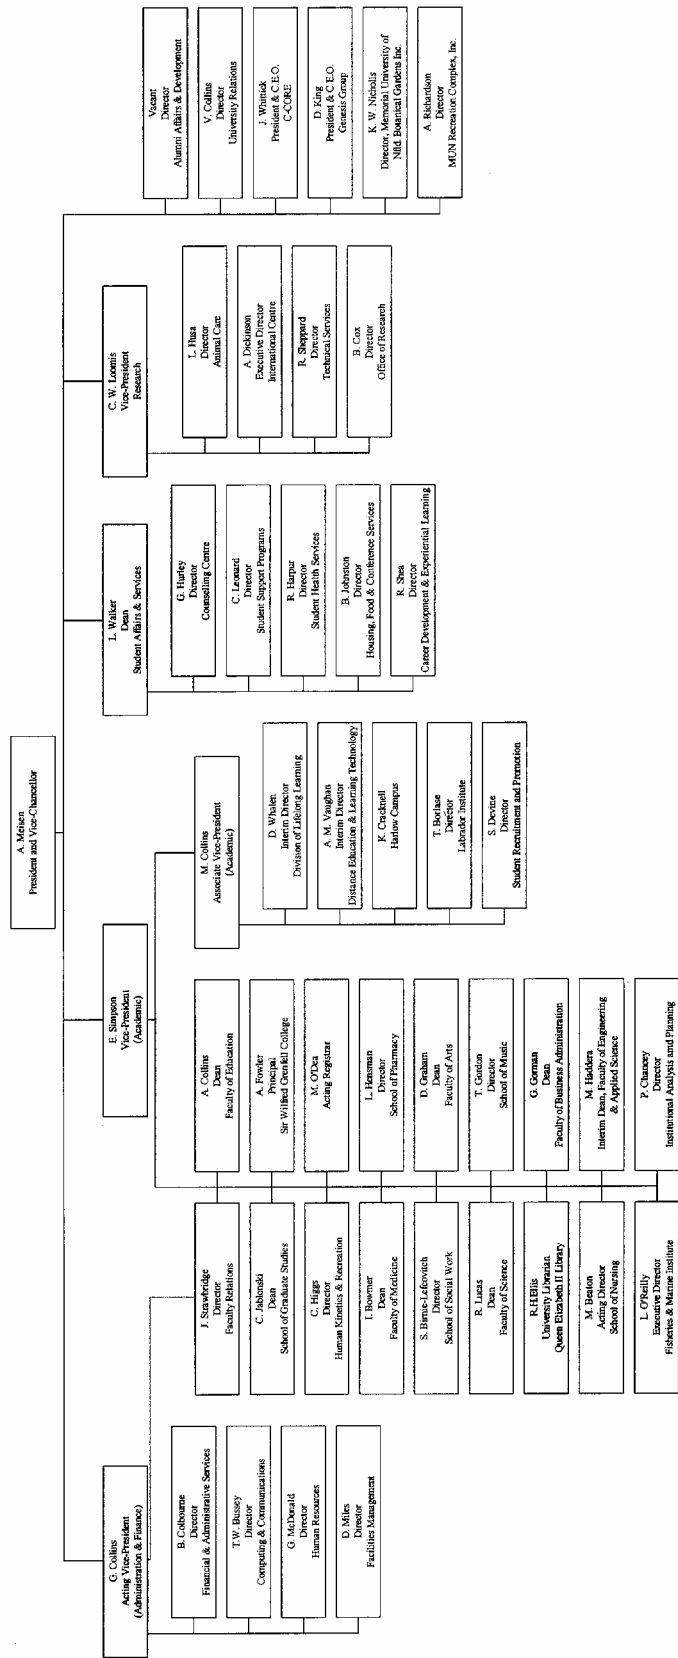 A. Meisen
President and Vice-Chancellor
G. Collins
Acting Vice-President
(Administration & Finance)
B. Colbourne
Director
Financial & Administrative Services
T.W. Bussey
Director
Computing & Communications
G. McDonald
Director
Human Resources
D. Miles
Director
Facilities Management
E. Simpson
Vice-President
(Academic)
J. Strawbridge
Director
Faculty Relations
A. Collins
Dean
Faculty of Education
C. Jablonski
Dean
School of Graduate Studies
A. Fowler
Principal
Sir Wilfred Grenfell College
C. Higgs
Director
Human Kinetics & Recreation
M. O'Dea
Acting Registrar
I. Bowmer
Dean
Faculty of Medicine
L. Hensman
Director
School of Pharmacy
S. Birnie-Lefcovitch
Director
School of Social Work
D. Graham
Dean
Faculty of Arts
R. Lucas
Dean
Faculty of Science
T. Gordon
Director
School of Music
R.H.Ellis
University Librarian
Queen Elizabeth II Library
G. Gorman
Dean
Faculty of Business Administration
M. Beaton
Acting Director
School of Nursing
M. Haddara
Interim Dean, Faculty of Engineering
& Applied Science
L. O'Reilly
Executive Director
Fisheries & Marine Institute
P. Chancey
Director
Institutional Analysis and Planning
M. Collins
Associate Vice-President
(Academic)
D. Whalen
Interim Director
Division of Lifelong Learning
A. M. Vaughan
Interim Director
Distance Education & Learning Technology
K. Cracknell
Harlow Campus
T. Borlase
Director
Labrador Institute
S. Devine
Director
Student Recruitment and Promotion
L. Walker
Dean
Student Affairs & Services
G. Hurley
Director
Counselling Centre
C. Leonard
Director
Student Support Programs
R. Harpur
Director
Student Health Services
B. Johnston
Director
Housing, Food & Conference Services
R. Shea
Director
Career Development & Experiential Learning
C. W. Loomis
Vice-President
Research
L. Husa
Director
Animal Care
A. Dickinson
Executive Director
International Centre
R. Sheppard
Director
Technical Services
B. Cox
Director
Office of Research
Vacant
Director
Alumni Affairs & Development
V. Collins
Director
University Relations
J. Whittick
President & C.E.O.
C-CORE
D. King
President & C.E.O.
Genesis Group
K. W. Nicholls
Director, Memorial University of
Nfld. Botanical Gardens Inc.
A. Richardson
Director
MUN Recreation Complex, Inc.